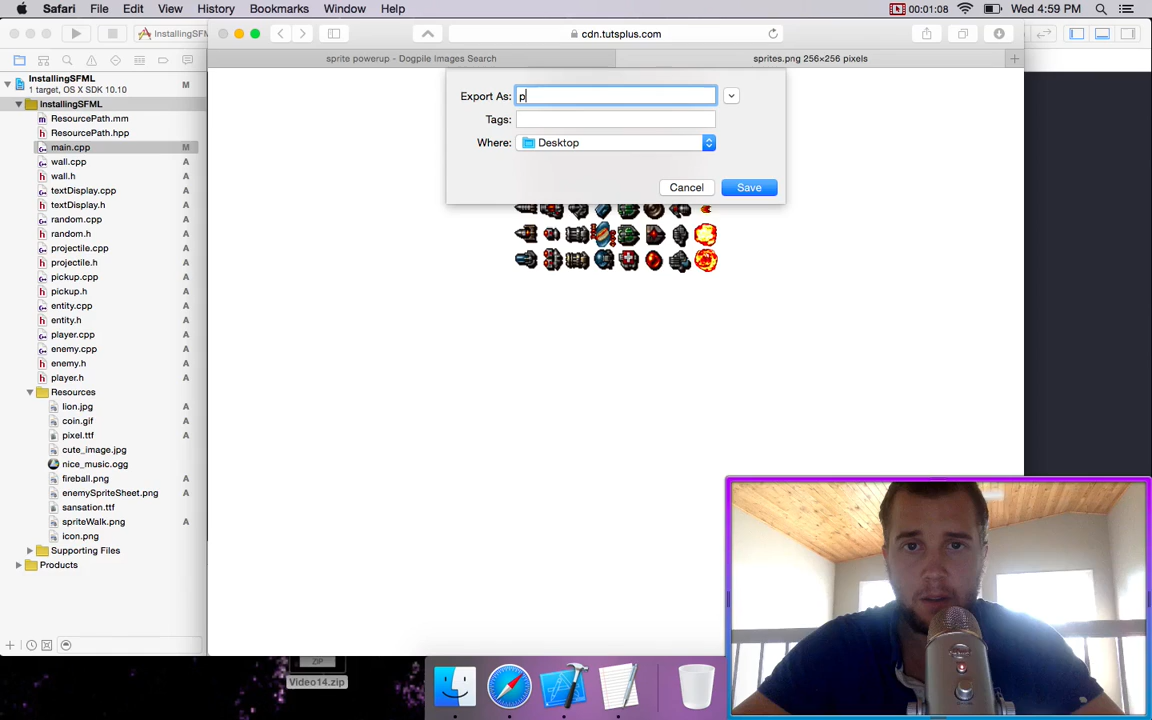 Safari File Edit View History Bookmarks Window Help 00:01:08 Wed 4:59 PM
InstallingSFM
cdn.tutsplus.com
sprite powerup - Dogpile Images Search
sprites.png 256×256 pixels
InstallingSFML
1 target, OS X SDK 10.10
M
InstallingSFML
ResourcePath.mm
ResourcePath.hpp
main.cpp M
wall.cpp A
wall.h A
textDisplay.cpp A
textDisplay.h A
random.cpp A
random.h A
projectile.cpp A
projectile.h A
pickup.cpp A
pickup.h A
entity.cpp A
entity.h A
player.cpp A
enemy.cpp A
enemy.h A
player.h A
Resources
lion.jpg A
coin.gif A
pixel.ttf A
cute_image.jpg
nice_music.ogg
fireball.png A
enemySpriteSheet.png A
sansation.ttf
spriteWalk.png A
icon.png
Supporting Files
Products
Export As: p
Tags:
Where: Desktop
Cancel Save
ZIP
Video14.zip